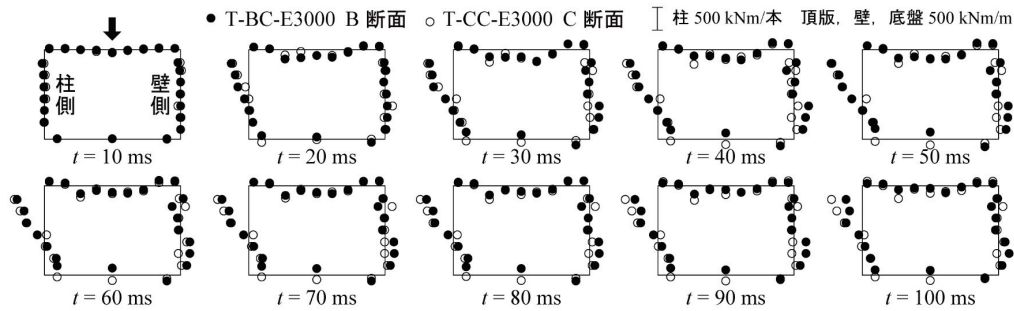 ● T-BC-E3000 B 断面 ○ T-CC-E3000 C 断面 柱 500 kNm/本 頂版，壁，底盤 500 kNm/m
柱側
壁側
t = 10 ms
t = 20 ms
t = 30 ms
t = 40 ms
t = 50 ms
t = 60 ms
t = 70 ms
t = 80 ms
t = 90 ms
t = 100 ms